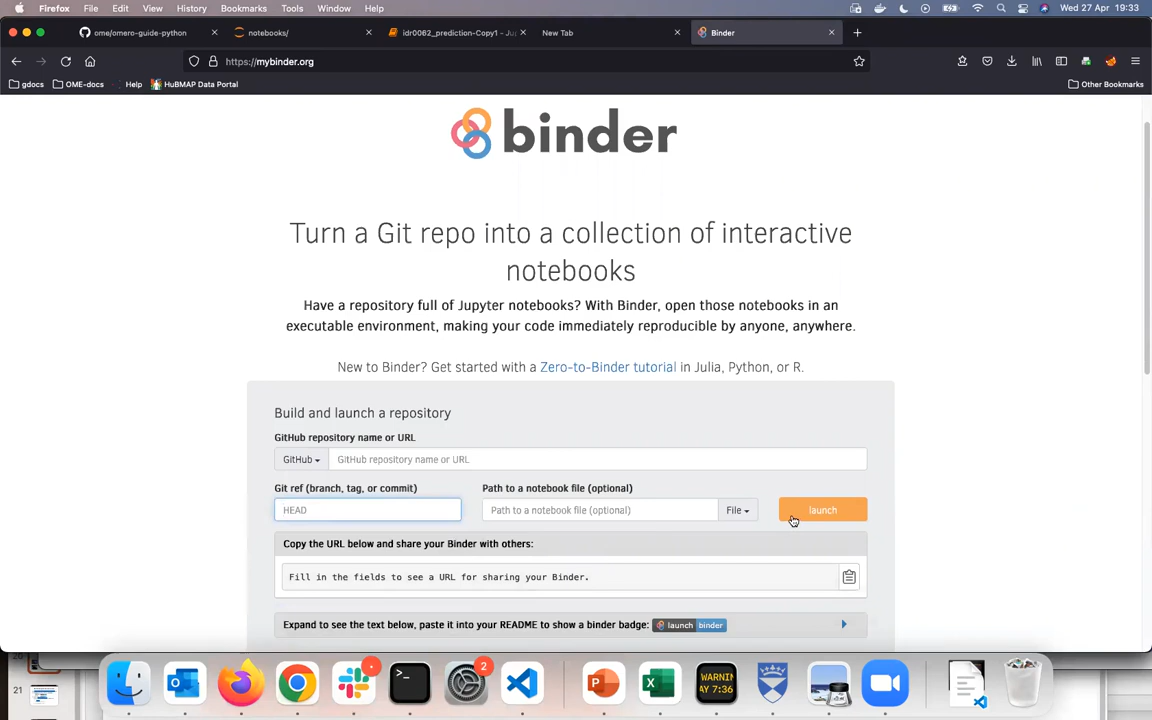 Firefox File Edit View History Bookmarks Tools Window Help Wed 27 Apr 19:33
ome/omero-guide-python notebooks/ idr0062_prediction-Copy1 - Ju New Tab Binder
https://mybinder.org
gdocs OME-docs Help HuBMAP Data Portal Other Bookmarks
binder
Turn a Git repo into a collection of interactive
notebooks
Have a repository full of Jupyter notebooks? With Binder, open those notebooks in an
executable environment, making your code immediately reproducible by anyone, anywhere.
New to Binder? Get started with a Zero-to-Binder tutorial in Julia, Python, or R.
Build and launch a repository
GitHub repository name or URL
GitHub GitHub repository name or URL
Git ref (branch, tag, or commit) Path to a notebook file (optional)
HEAD Path to a notebook file (optional) File launch
Copy the URL below and share your Binder with others:
Fill in the fields to see a URL for sharing your Binder.
Expand to see the text below, paste it into your README to show a binder badge: launch binder
2
WARNIN
AY 7:36
21